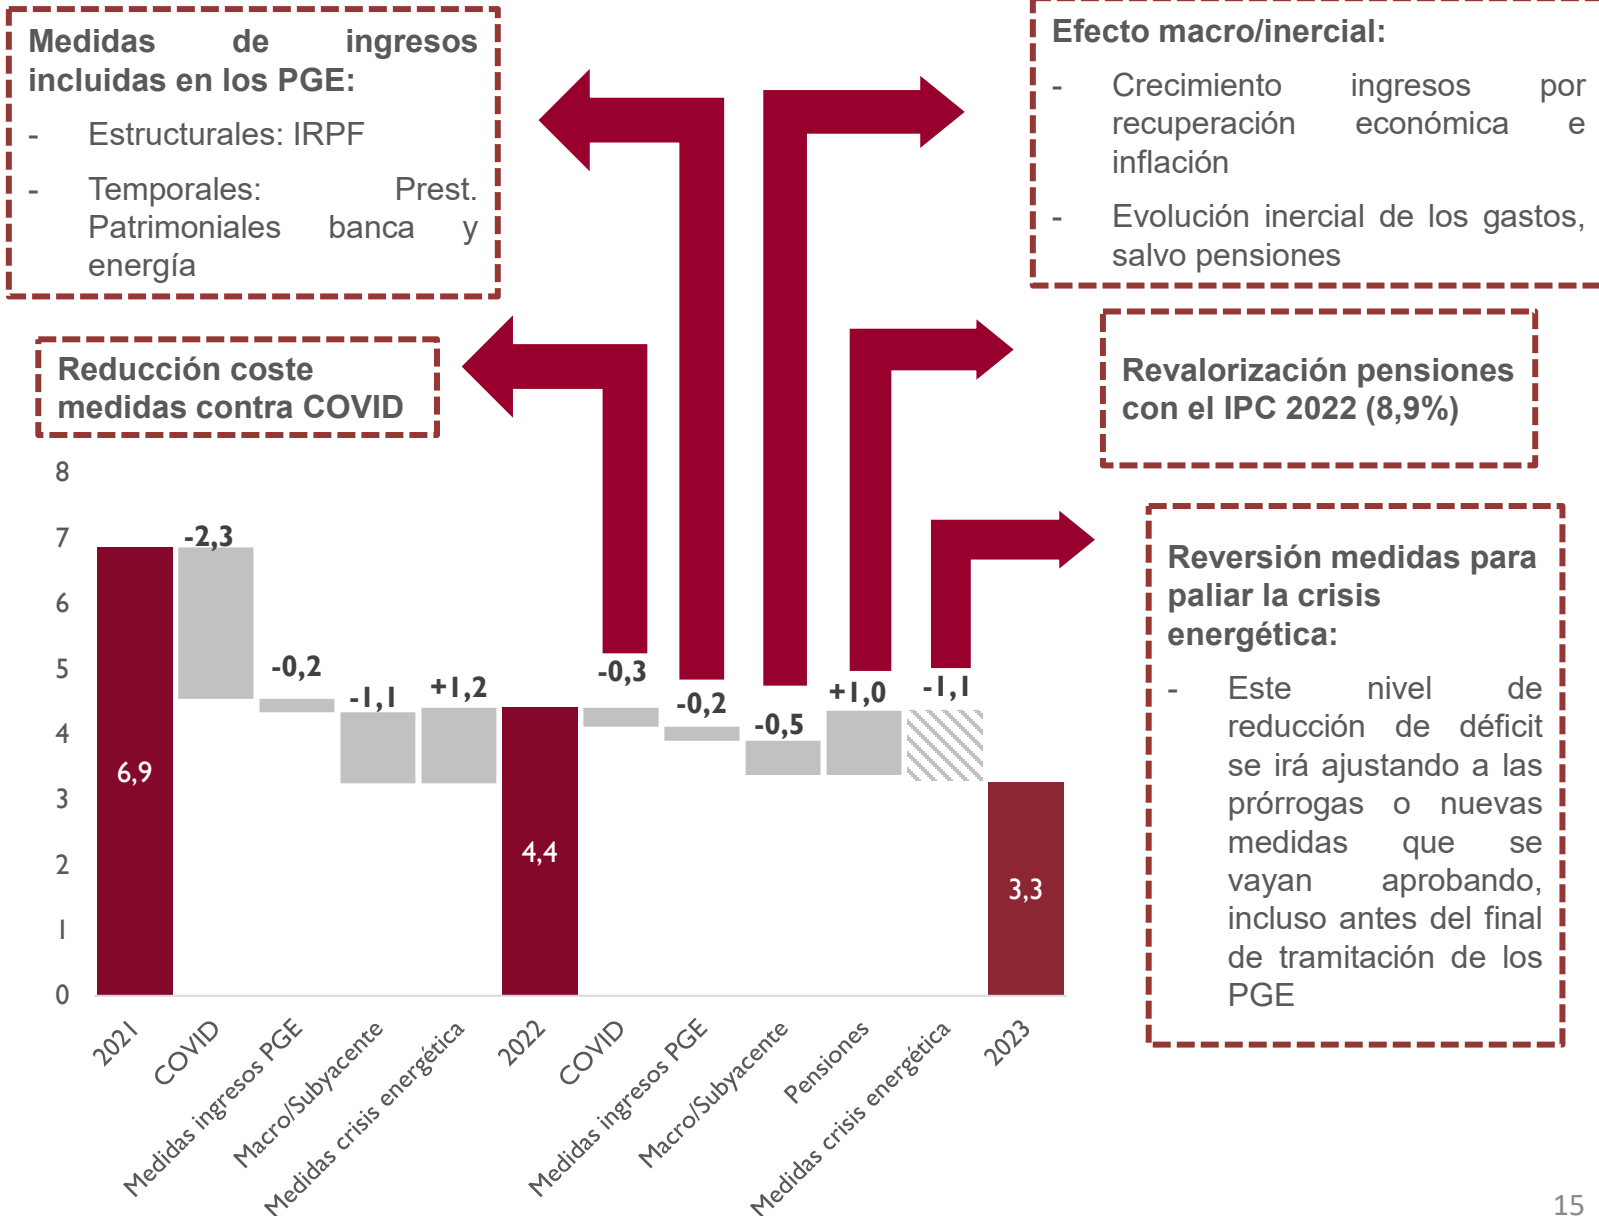 Medidas de ingresos
incluidas en los PGE:
- Estructurales: IRPF
- Temporales: Prest.
Patrimoniales banca y
energía
Efecto macro/inercial:
- Crecimiento ingresos por
recuperación económica e
inflación
- Evolución inercial de los gastos,
salvo pensiones
Reducción coste
medidas contra COVID
Revalorización pensiones
con el IPC 2022 (8,9%)
Reversión medidas para
paliar la crisis
energética:
- Este nivel de
reducción de déficit
se irá ajustando a las
prórrogas o nuevas
medidas que se
vayan aprobando,
incluso antes del final
de tramitación de los
PGE
8
7
6
5
4
3
2
1
0
6,9
-2,3
-0,2
-1,1
+1,2
4,4
-0,3
-0,2
-0,5
+1,0
-1,1
3,3
2021
COVID
Medidas ingresos PGE
Macro/Subyacente
Medidas crisis energética
2022
COVID
Medidas ingresos PGE
Macro/Subyacente
Pensiones
Medidas crisis energética
2023
15